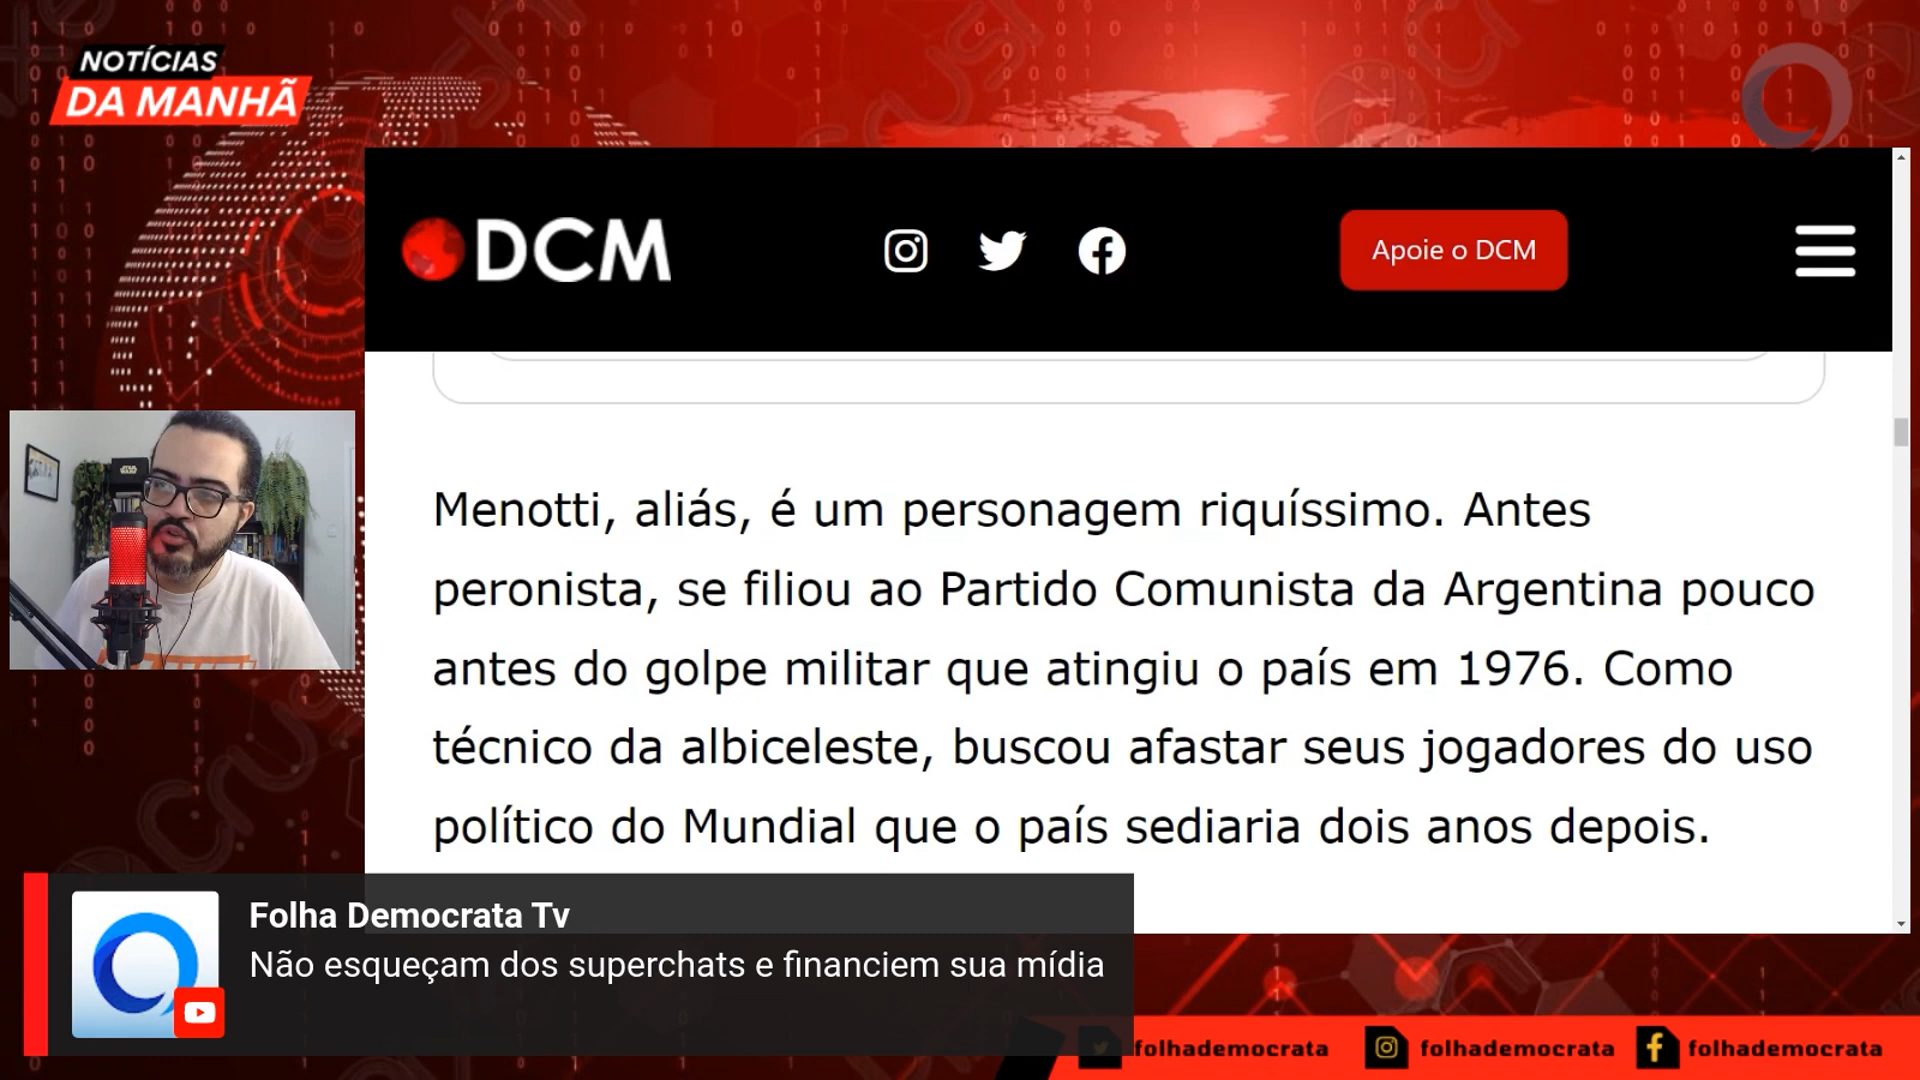 NOTÍCIAS
DA MANHÃ
DCM
Apoie o DCM
Menotti, aliás, é um personagem riquíssimo. Antes
peronista, se filiou ao Partido Comunista da Argentina pouco
antes do golpe militar que atingiu o país em 1976. Como
técnico da albiceleste, buscou afastar seus jogadores do uso
político do Mundial que o país sediaria dois anos depois.
Folha Democrata Tv
Não esqueçam dos superchats e financiem sua mídia
folhademocrata
folhademocrata
folhademocrata